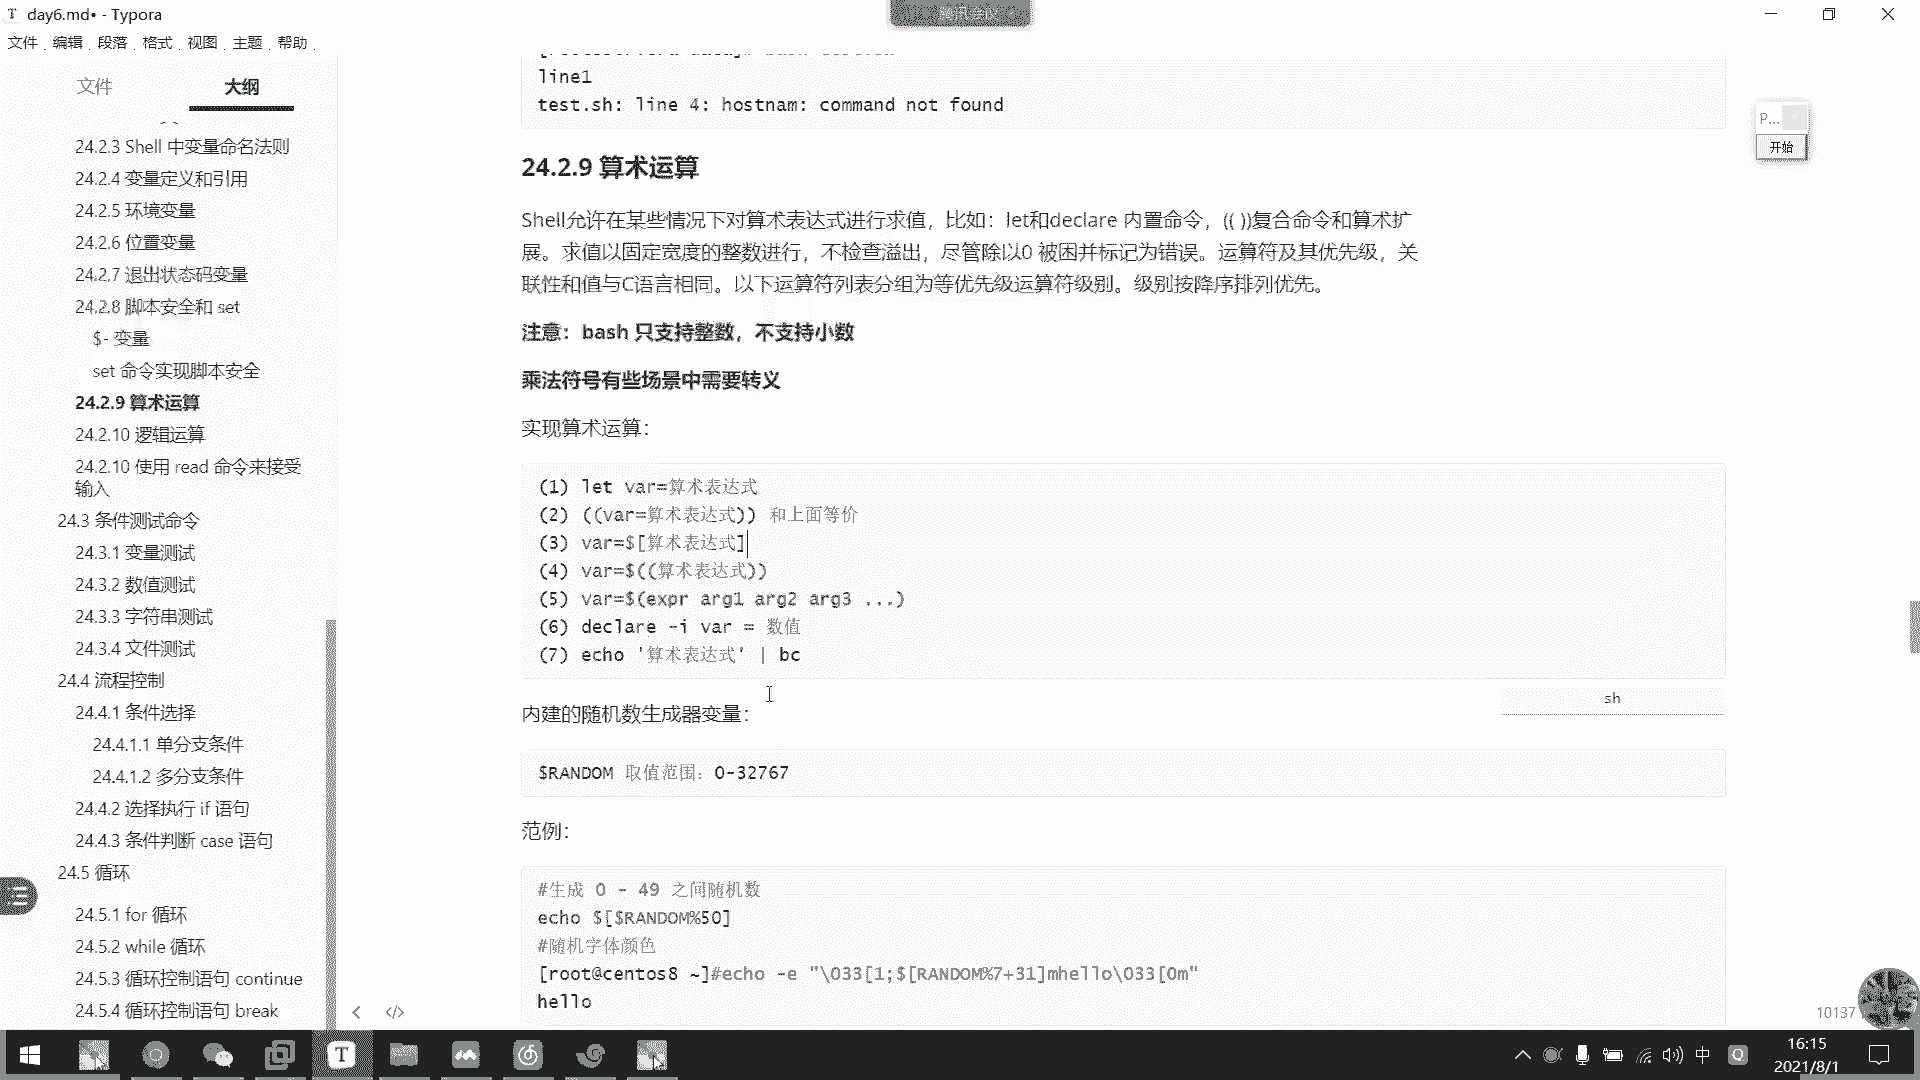 day6.md• - Typora
文件 编辑 段落 格式 视图 主题 帮助
文件
大纲
24.2.3 Shell 中变量命名法则
24.2.4 变量定义和引用
24.2.5 环境变量
24.2.6 位置变量
24.2.7 退出状态码变量
24.2.8 脚本安全和 set
$- 变量
set 命令实现脚本安全
24.2.9 算术运算
24.2.10 逻辑运算
24.2.10 使用 read 命令来接受
输入
24.3 条件测试命令
24.3.1 变量测试
24.3.2 数值测试
24.3.3 字符串测试
24.3.4 文件测试
24.4 流程控制
24.4.1 条件选择
24.4.1.1 单分支条件
24.4.1.2 多分支条件
24.4.2 选择执行 if 语句
24.4.3 条件判断 case 语句
24.5 循环
24.5.1 for 循环
24.5.2 while 循环
24.5.3 循环控制语句 continue
24.5.4 循环控制语句 break
line1
test.sh: line 4: hostnam: command not found
24.2.9 算术运算
Shell允许在某些情况下对算术表达式进行求值，比如：let和declare 内置命令，(( ))复合命令和算术扩
展。求值以固定宽度的整数进行，不检查溢出，尽管除以0 被困并标记为错误。运算符及其优先级，关
联性和值与C语言相同。以下运算符列表分组为等优先级运算符级别。级别按降序排列优先。
注意：bash 只支持整数，不支持小数
乘法符号有些场景中需要转义
实现算术运算：
(1) let var=算术表达式
(2) ((var=算术表达式)) 和上面等价
(3) var=$[算术表达式]
(4) var=$((算术表达式))
(5) var=$(expr arg1 arg2 arg3 ...)
(6) declare -i var = 数值
(7) echo '算术表达式' | bc
sh
内建的随机数生成器变量：
$RANDOM 取值范围：0-32767
范例：
#生成 0 - 49 之间随机数
echo $[$RANDOM%50]
#随机字体颜色
[root@centos8 ~]#echo -e "\033[1;$[RANDOM%7+31]mhello\033[0m"
hello
P...
开始
10137
中
16:15
2021/8/1